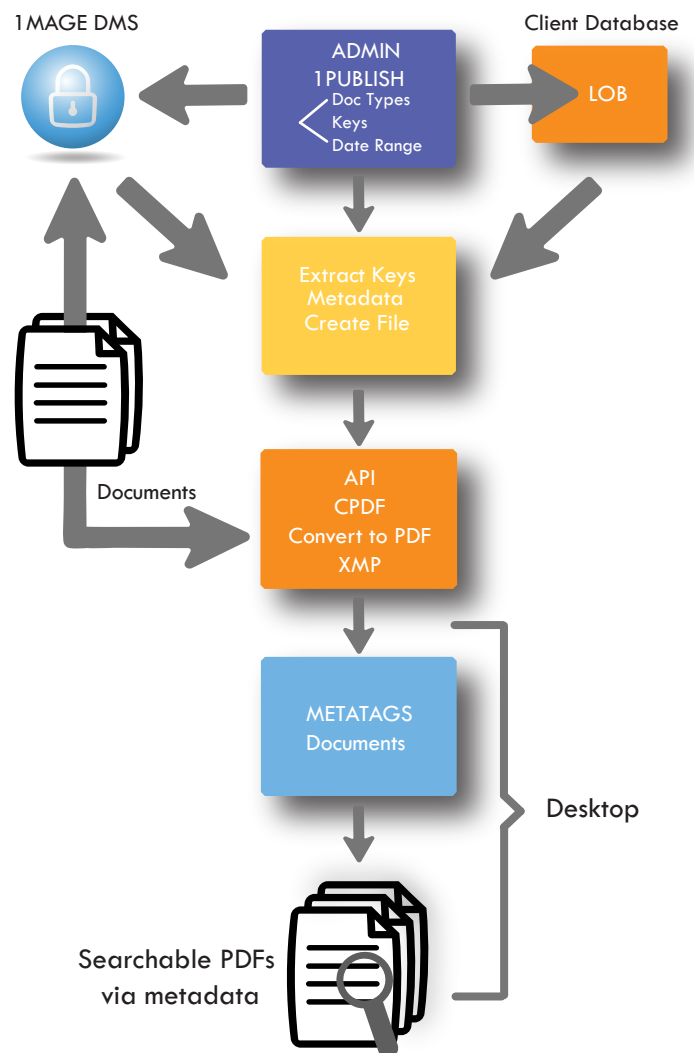 1MAGE DMS
Client Database
ADMIN
1PUBLISH
Doc Types
Keys
Date Range
LOB
Extract Keys
Metadata
Create File
Documents
API
CPDF
Convert to PDF
XMP
METATAGS
Documents
Desktop
Searchable PDFs
via metadata